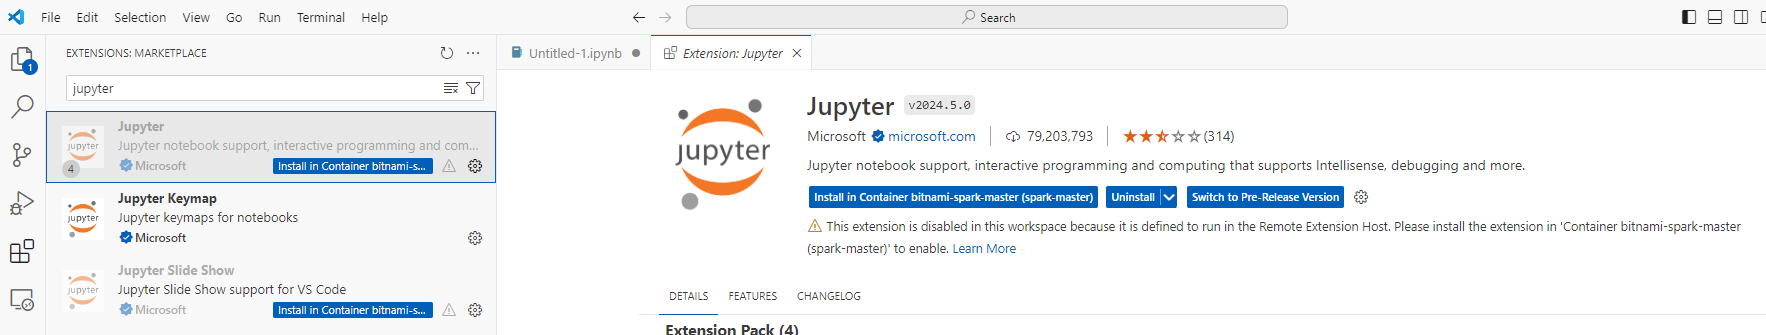 File Edit Selection View Go Run Terminal Help
Search
1
EXTENSIONS: MARKETPLACE
jupyter
Jupyter
Jupyter notebook support, interactive programming and com...
Microsoft Install in Container bitnami-s...
4
Jupyter Keymap
Jupyter keymaps for notebooks
Microsoft
Jupyter Slide Show
Jupyter Slide Show support for VS Code
Microsoft Install in Container bitnami-s...
Untitled-1.ipynb Extension: Jupyter
jupyter
Jupyter v2024.5.0
Microsoft microsoft.com 79,203,793 (314)
Jupyter notebook support, interactive programming and computing that supports Intellisense, debugging and more.
Install in Container bitnami-spark-master (spark-master) Uninstall Switch to Pre-Release Version
This extension is disabled in this workspace because it is defined to run in the Remote Extension Host. Please install the extension in 'Container bitnami-spark-master
(spark-master)' to enable. Learn More
DETAILS FEATURES CHANGELOG
Extension Pack (4)